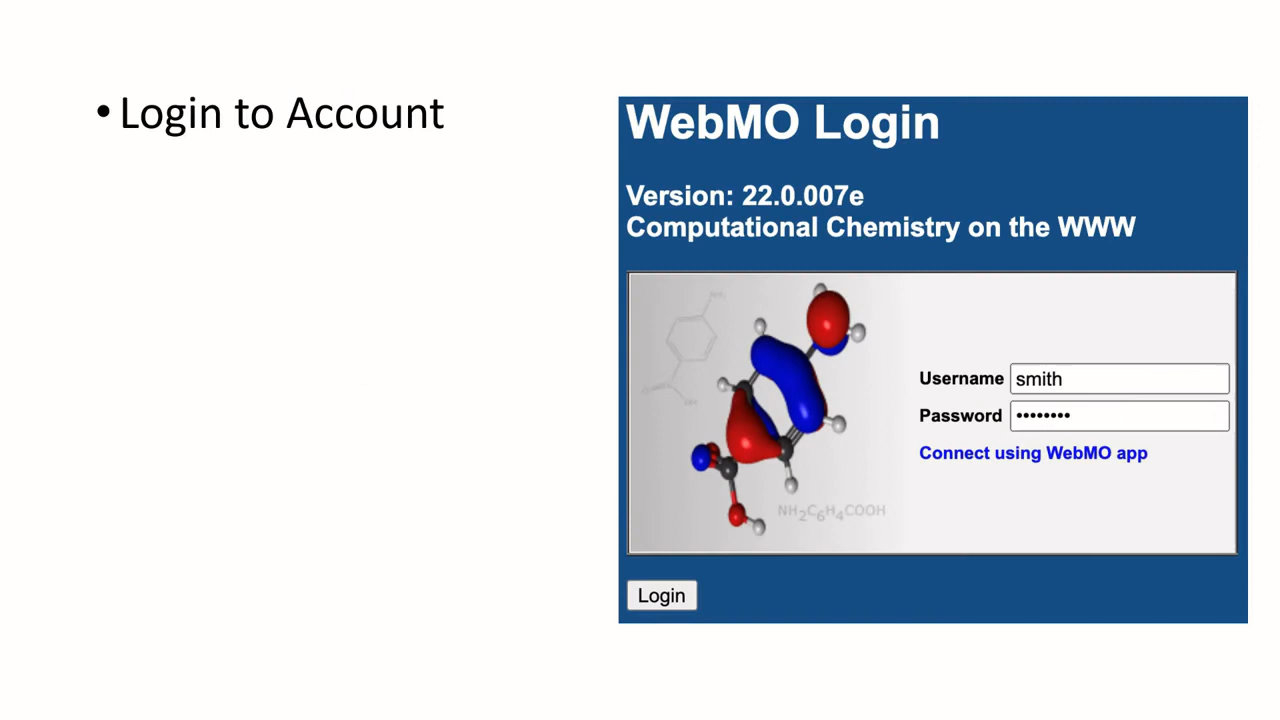 • Login to Account
WebMO Login
Version: 22.0.007e
Computational Chemistry on the WWW
Username smith
Password ••••••••
Connect using WebMO app
NH2C6H4COOH
Login